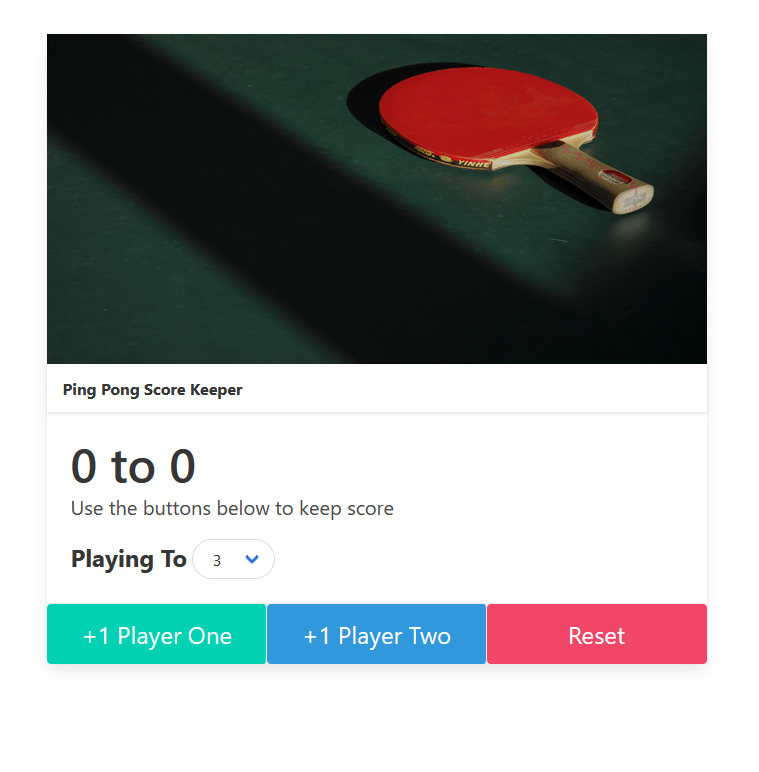 YINHE
Ping Pong Score Keeper
0 to 0
Use the buttons below to keep score
Playing To 3
+1 Player One +1 Player Two Reset